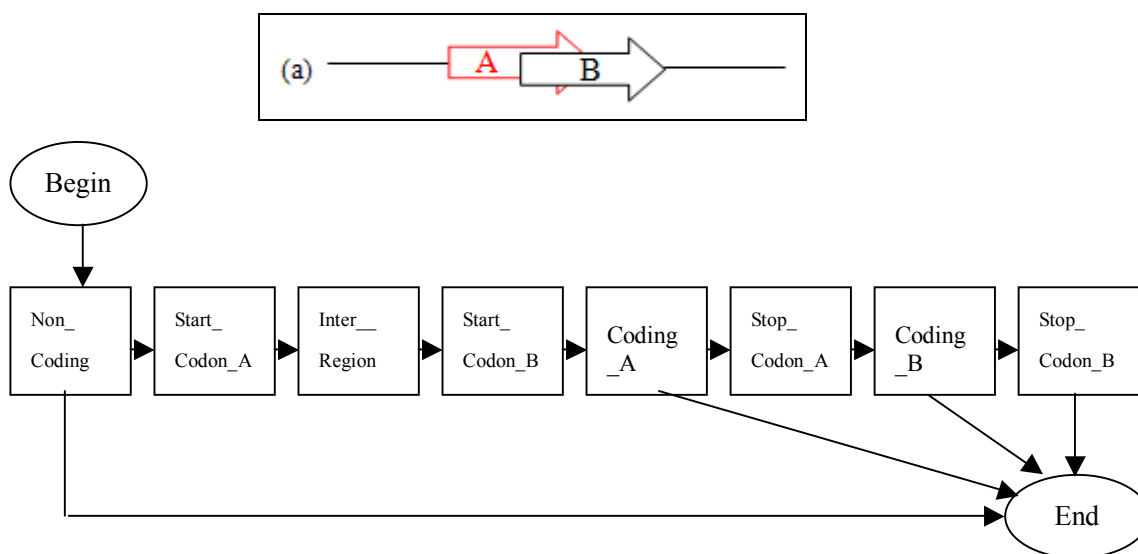 (a) A B
Begin
Non_
Coding
Start_
Codon_A
Inter__
Region
Start_
Codon_B
Coding
_A
Stop_
Codon_A
Coding
_B
Stop_
Codon_B
End